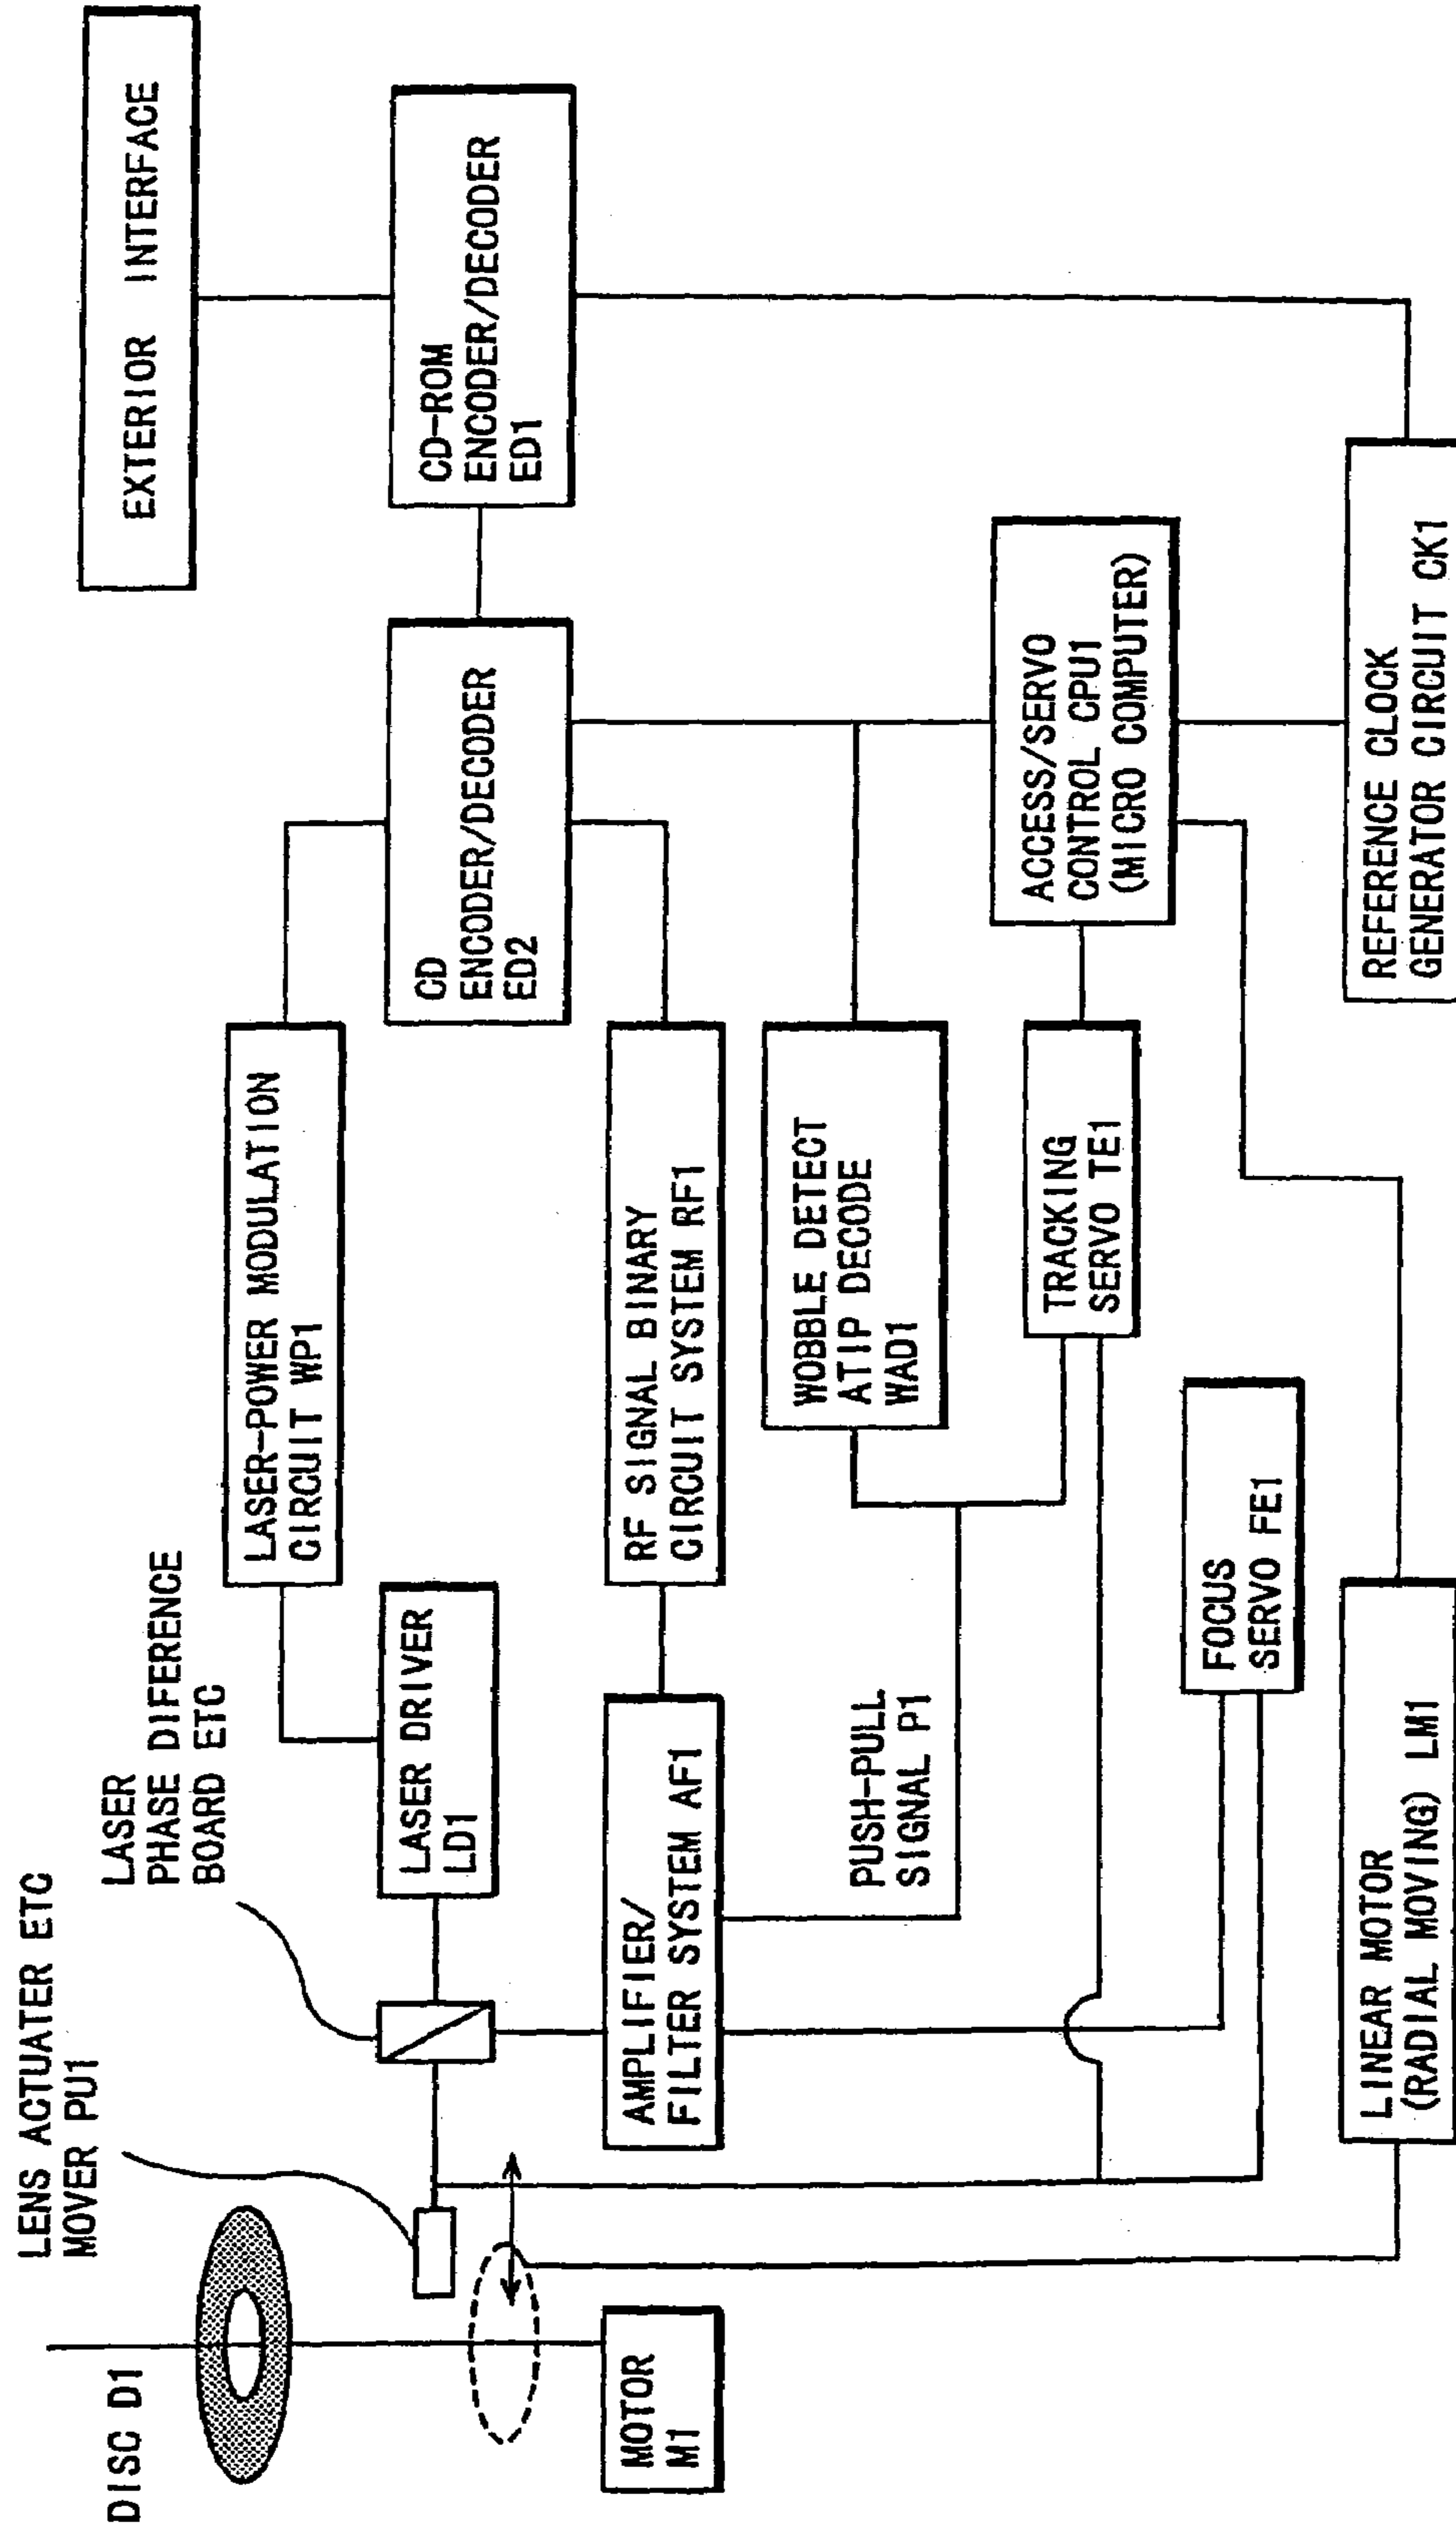 DISC D1
LENS ACTUATER ETC
MOVER PU1
LASER
PHASE DIFERENCE
BOARD ETC
EXTERIOR INTERFACE
LASER-POWER MODULATION
CIRCUIT WP1
LASER DRIVER
LD1
CD
ENCODER/DECODER
ED2
CD-ROM
ENCODER/DECODER
ED1
MOTOR
M1
AMPLIFIER/
FILTER SYSTEM AF1
RF SIGNAL BINARY
CIRCUIT SYSTEM RF1
PUSH-PULL
SIGNAL P1
WOBBLE DETECT
ATIP DECODE
WAD1
TRACKING
SERVO TE1
ACCESS/SERVO
CONTROL CPU1
(MICRO COMPUTER)
FOCUS
SERVO FE1
LINEAR MOTOR
(RADIAL MOVING) LM1
REFERENCE CLOCK
GENERATOR CIRCUIT CK1